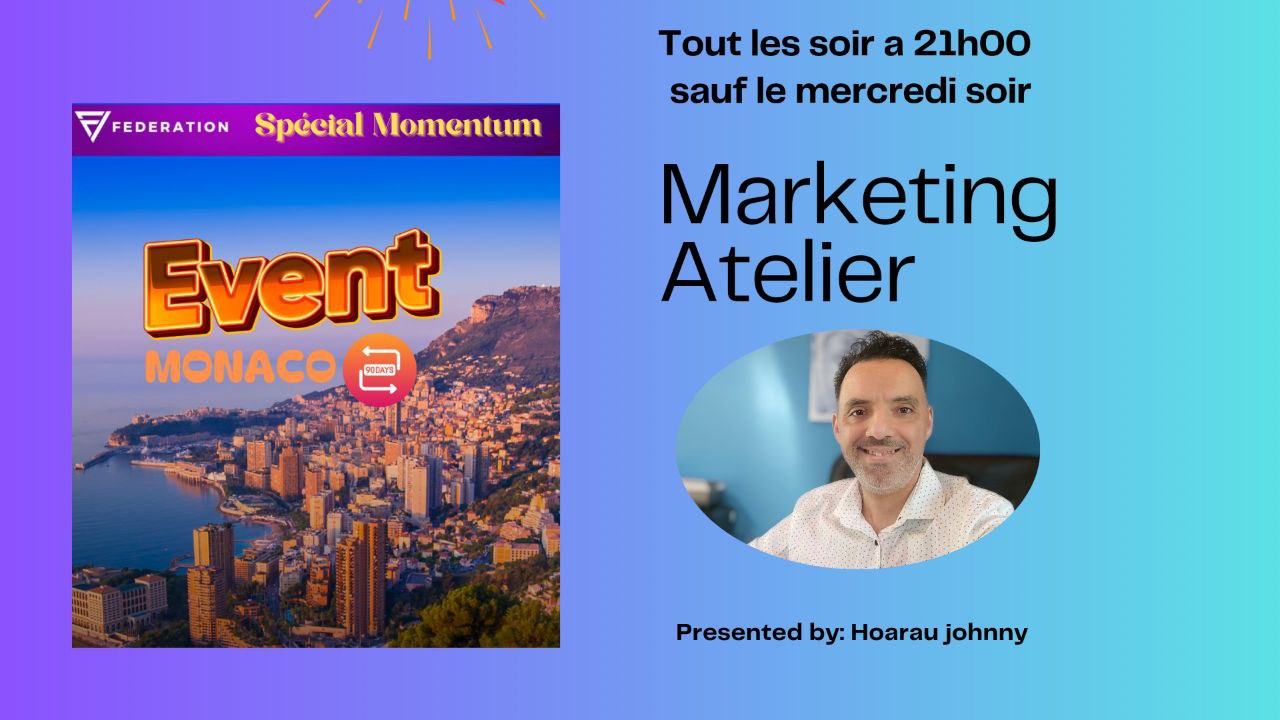 FEDERATION Spécial Momentum
Event
MONACO
90DAYS
Tout les soir a 21h00
sauf le mercredi soir
Marketing
Atelier
Presented by: Hoarau johnny